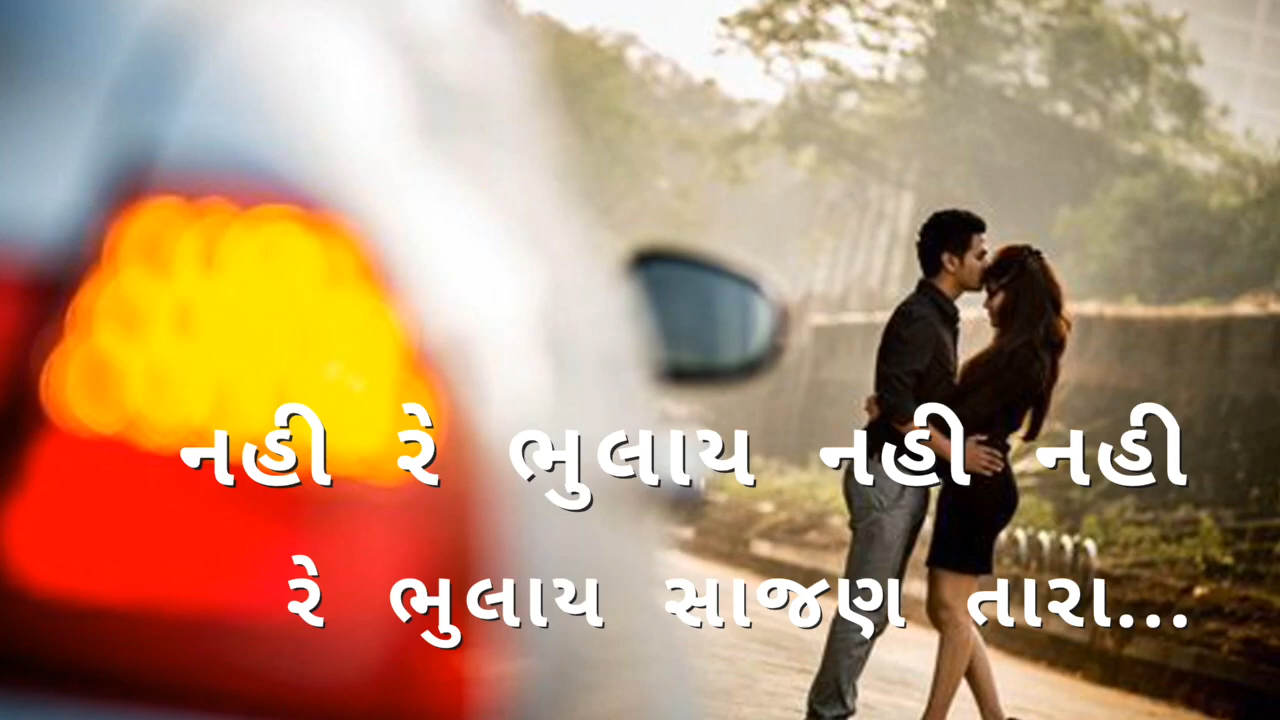 નહી રે ભુલાય નહી નહી
રે ભુલાય સાજણ તારા...